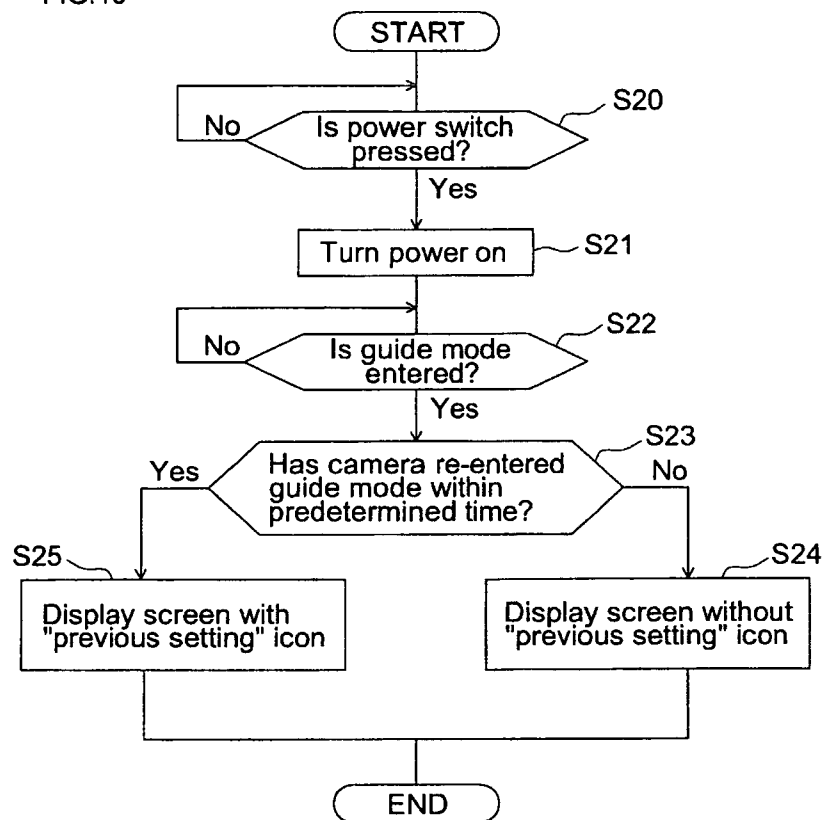 START
S20
No
Is power switch
pressed?
Yes
Turn power on
S21
S22
No
Is guide mode
entered?
Yes
S23
Yes
Has camera re-entered
guide mode within
predetermined time?
No
S25
S24
Display screen with
"previous setting" icon
Display screen without
"previous setting" icon
END